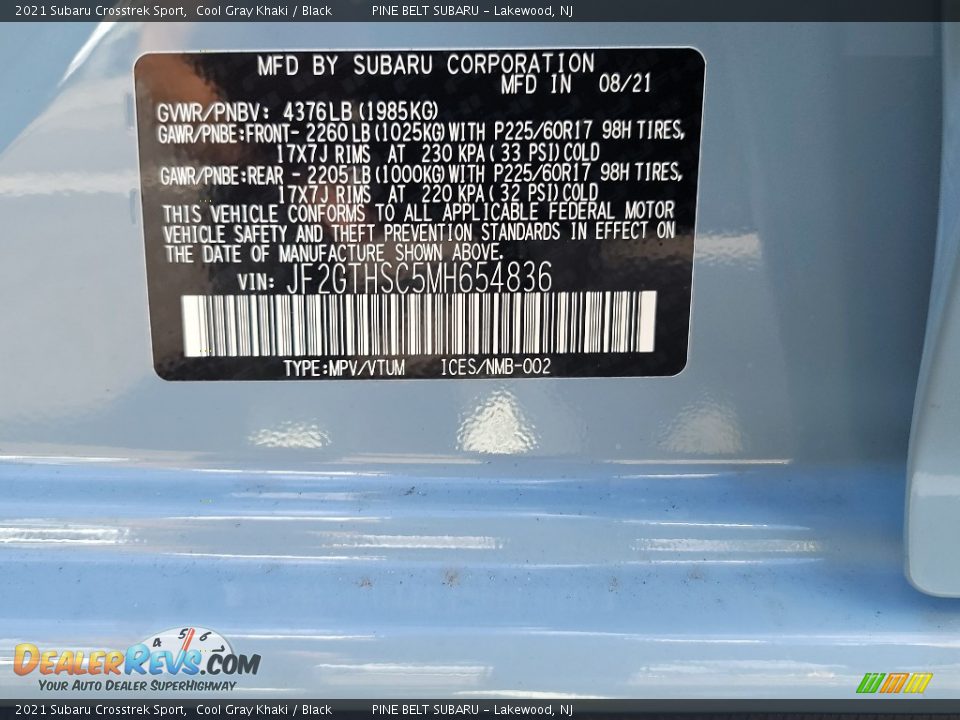 2021 Subaru Crosstrek Sport, Cool Gray Khaki / Black PINE BELT SUBARU - Lakewood, NJ
MFD BY SUBARU CORPORATION
MFD IN 08/21
GVWR/PNBV: 4376LB (1985KG)
GAWR/PNBE:FRONT- 2260 LB (1025KG) WITH P225/60R17 98H TIRES,
17X7J RIMS AT 230 KPA ( 33 PSI) COLD
GAWR/PNBE:REAR - 2205 LB (1000KG) WITH P225/60R17 98H TIRES,
17X7J RIMS AT 220 KPA ( 32 PSI) COLD
THIS VEHICLE CONFORMS TO ALL APPLICABLE FEDERAL MOTOR
VEHICLE SAFETY AND THEFT PREVENTION STANDARDS IN EFFECT ON
THE DATE OF MANUFACTURE SHOWN ABOVE.
VIN: JF2GTHSC5MH654836
TYPE:MPV/VTUM ICES/NMB-002
4 5 6
DEALERREVS.COM
YOUR AUTO DEALER SUPERHIGHWAY
2021 Subaru Crosstrek Sport, Cool Gray Khaki / Black PINE BELT SUBARU - Lakewood, NJ